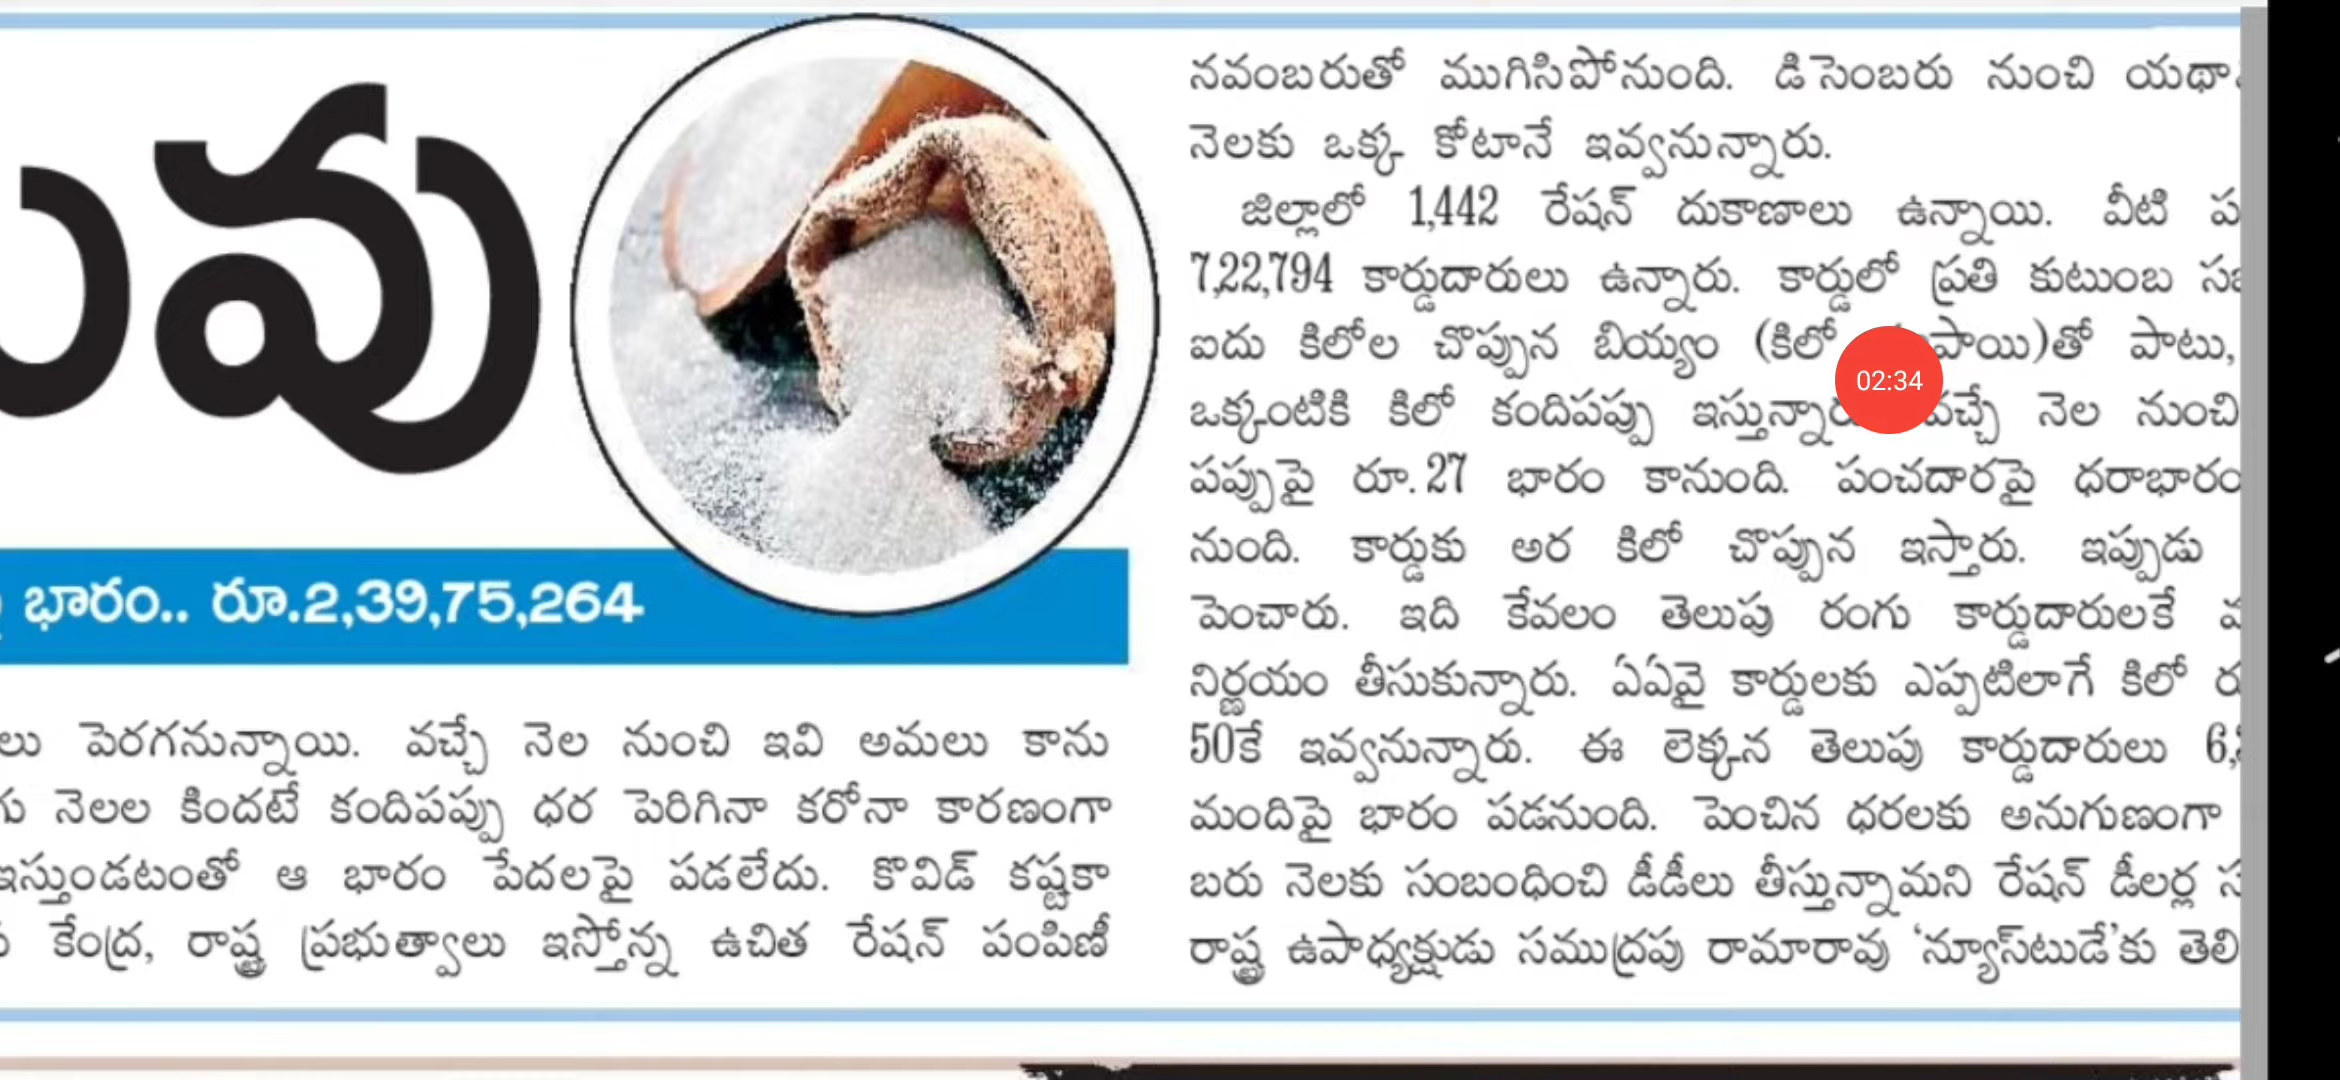 భారం.. రూ.2,39,75,264
పెరగనున్నాయి. వచ్చే నెల నుంచి ఇవి అమలు కాను
నెలల కిందటే కందిపప్పు ధర పెరిగినా కరోనా కారణంగా
ఇస్తుండటంతో ఆ భారం పేదలపై పడలేదు. కొవిడ్ కష్టకా
కేంద్ర, రాష్ట్ర ప్రభుత్వాలు ఇస్తోన్న ఉచిత రేషన్ పంపిణీ
నవంబరుతో ముగిసిపోనుంది. డిసెంబరు నుంచి యథా
నెలకు ఒక్క కోటానే ఇవ్వనున్నారు.
జిల్లాలో 1,442 రేషన్ దుకాణాలు ఉన్నాయి. వీటి ప
7,22,794 కార్డుదారులు ఉన్నారు. కార్డులో ప్రతి కుటుంబ
ఐదు కిలోల చొప్పున బియ్యం (కిలో తో పాటు,
ఒక్కంటికి కిలో కందిపప్పు వచ్చే నెల నుంచి
పప్పుపై రూ.27 భారం కానుంది. పంచదారపై ధరాభారం
నుంది. కార్డుకు అర కిలో చొప్పున ఇస్తారు. ఇప్పుడు
పెంచారు. ఇది కేవలం తెలుపు రంగు కార్డుదారులకే
నిర్ణయం తీసుకున్నారు. ఏఏవై కార్డులకు ఎప్పటిలాగే కిలో
50కే ఇవ్వనున్నారు. ఈ లెక్కన తెలుపు కార్డుదారులు 6,
మందిపై భారం పడనుంది. పెంచిన ధరలకు అనుగుణంగా
బరు నెలకు సంబంధించి డీడీలు తీస్తున్నామని రేషన్ డీలర్ల
రాష్ట్ర ఉపాధ్యక్షుడు సముద్రపు రామారావు ‘న్యూస్‌టుడే’కు తెలి
02:34